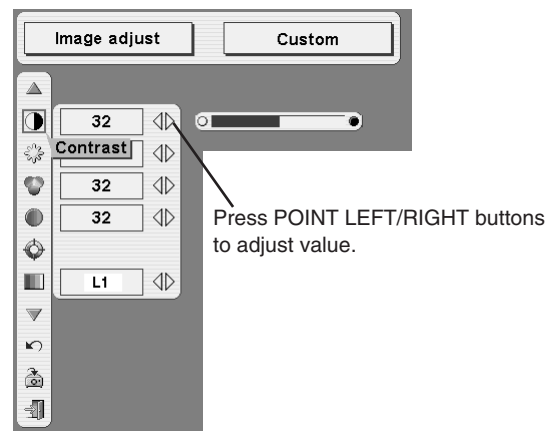 Image adjust
Custom
32
Contrast
32
32
Press POINT LEFT/RIGHT buttons
to adjust value.
L1